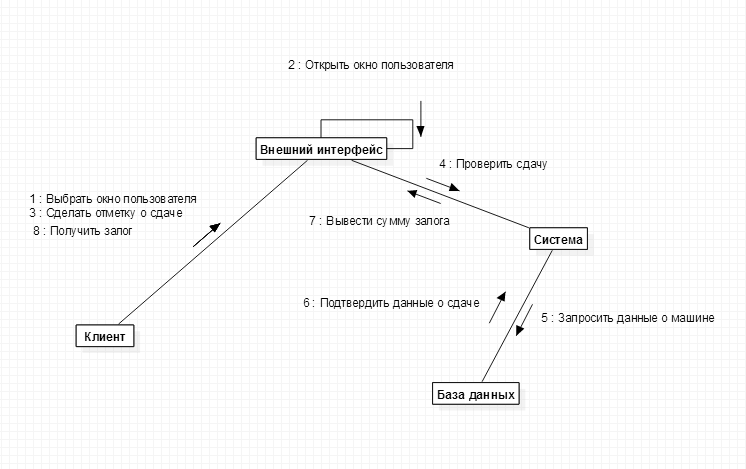 2 : Открыть окно пользователя
Внешний интерфейс
4 : Проверить сдачу
1 : Выбрать окно пользователя
3 : Сделать отметку о сдаче
8 : Получить залог
7 : Вывести сумму залога
Система
6 : Подтвердить данные о сдаче
5 : Запросить данные о машине
Клиент
База данных